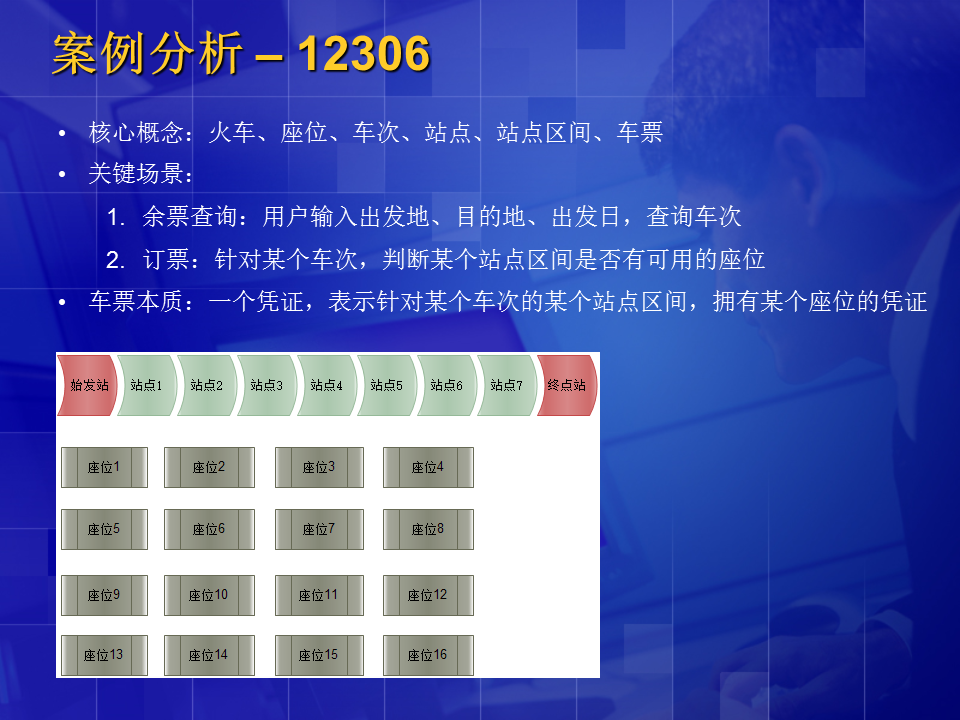 案例分析 – 12306
• 核心概念：火车、座位、车次、站点、站点区间、车票
• 关键场景：
1. 余票查询：用户输入出发地、目的地、出发日，查询车次
2. 订票：针对某个车次，判断某个站点区间是否有可用的座位
• 车票本质：一个凭证，表示针对某个车次的某个站点区间，拥有某个座位的凭证
始发站 站点1 站点2 站点3 站点4 站点5 站点6 站点7 终点站
座位1 座位2 座位3 座位4
座位5 座位6 座位7 座位8
座位9 座位10 座位11 座位12
座位13 座位14 座位15 座位16